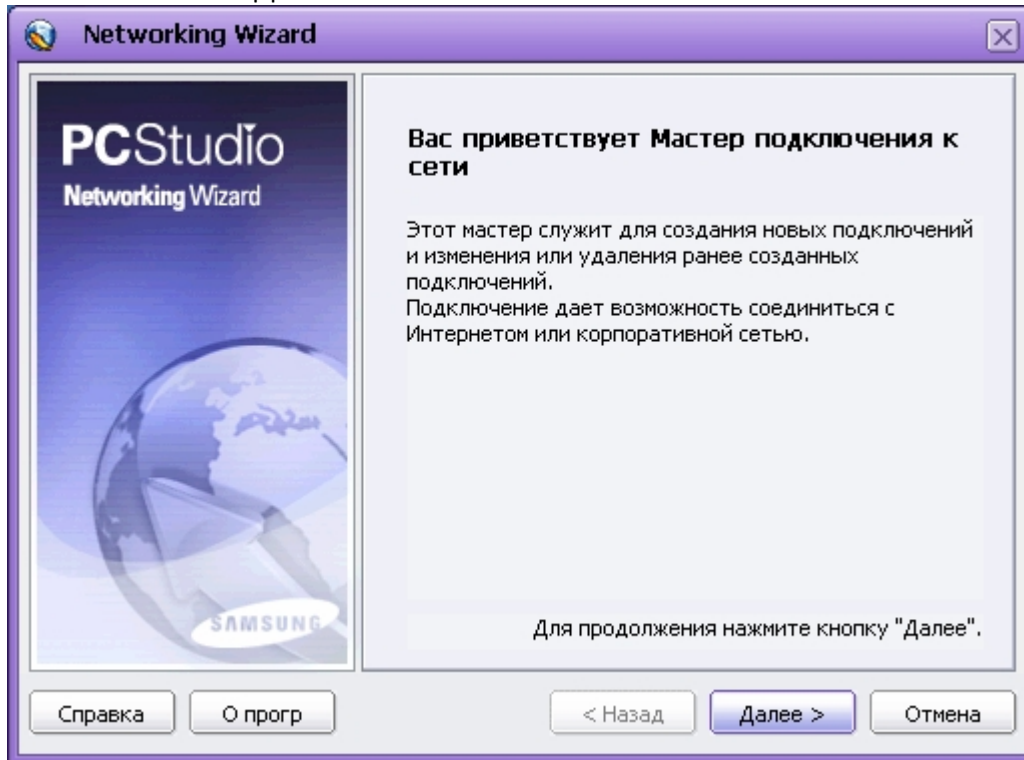 Networking Wizard
PCStudio
Networking Wizard
Вас приветствует Мастер подключения к
сети
Этот мастер служит для создания новых подключений
и изменения или удаления ранее созданных
подключений.
Подключение дает возможность соединиться с
Интернетом или корпоративной сетью.
SAMSUNG
Для продолжения нажмите кнопку "Далее".
Справка
О прогр
< Назад
Далее >
Отмена